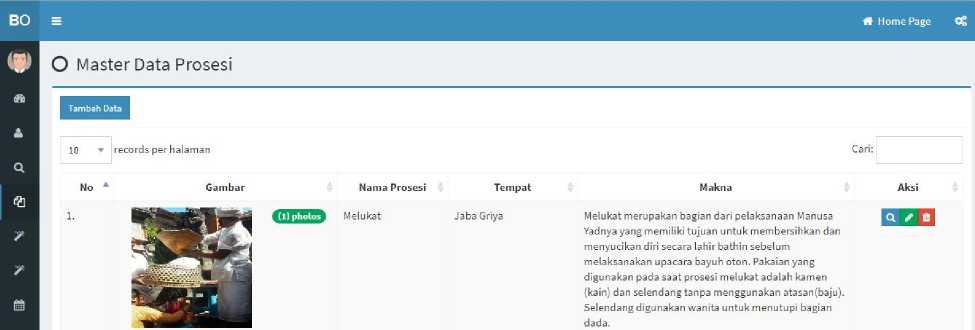 BO
Home Page
Master Data Prosesi
Tambah Data
10 records per halaman
Cari:
No Gambar Nama Prosesi Tempat Makna Aksi
1. (1) photos Melukat Jaba Griya Melukat merupakan bagian dari pelaksanaan Manusa
Yadnya yang memiliki tujuan untuk membersihkan dan
menyucikan diri secara lahir bathin sebelum
melaksanakan upacara bayuh oton. Pakaian yang
digunakan pada saat prosesi melukat adalah kamen
(kain) dan selendang tanpa menggunakan atasan(baju).
Selendang digunakan wanita untuk menutupi bagian
dada.